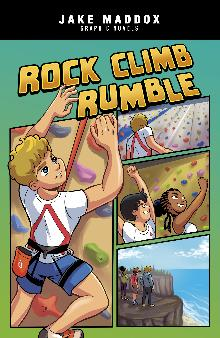 JAKE MADDOX
GRAPHIC NOVELS
ROCK CLIMB
RUMBLE